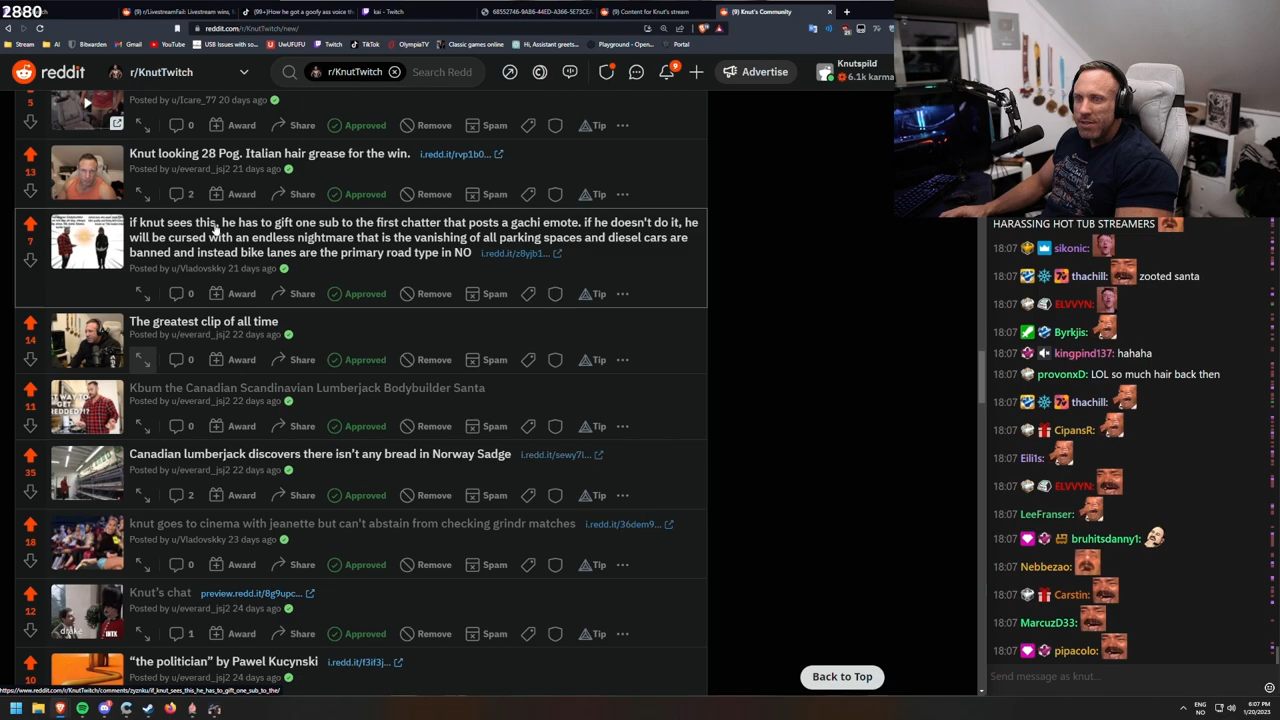 2880
(9) r/LivestreamFail: Livestream wins,
(99+)How he got a goofy ass voice th
kai - Twitch
68552746-9AB6-44ED-A366-5E73CE/
(9) Content for Knut's stream
(9) Knut's Community
reddit.com/r/KnutTwitch/new/
Stream
AI
Bitwarden
Gmail
YouTube
USB Issues with so...
UwUFUFU
Twitch
TikTok
OlympiaTV
Classic games online
Hi, Assistant greets...
Playground - Open...
Portal
reddit
r/KnutTwitch
r/KnutTwitch
Search Redd
9
Advertise
Knutspild
6.1k karma
5
Posted by u/Icare_77 20 days ago
0 Award Share Approved Remove Spam Tip
13
Knut looking 28 Pog. Italian hair grease for the win. i.redd.it/rvp1b0...
Posted by u/everard_jsj2 21 days ago
2 Award Share Approved Remove Spam Tip
7
if knut sees this, he has to gift one sub to the next chatter that posts a gachi emote. if he doesn't do it, he
will be cursed with an endless nightmare that is the vanishing of all parking spaces and diesel cars are
banned and instead bike lanes are the primary road type in NO i.redd.it/z8yjb1...
Posted by u/Vladovskky 21 days ago
0 Award Share Approved Remove Spam Tip
14
The greatest clip of all time
Posted by u/everard_jsj2 22 days ago
0 Award Share Approved Remove Spam Tip
11
Kbum the Canadian Scandinavian Lumberjack Bodybuilder Santa
Posted by u/everard_jsj2 22 days ago
0 Award Share Approved Remove Spam Tip
35
Canadian lumberjack discovers there isn't any bread in Norway Sadge i.redd.it/sewy7l...
Posted by u/everard_jsj2 22 days ago
2 Award Share Approved Remove Spam Tip
18
knut goes to cinema with jeanette but can't abstain from checking grindr matches i.redd.it/36dem9...
Posted by u/Vladovskky 23 days ago
0 Award Share Approved Remove Spam Tip
12
Knut's chat preview.redd.it/8g9upc...
Posted by u/everard_jsj2 24 days ago
1 Award Share Approved Remove Spam Tip
10
“the politician” by Pawel Kucynski i.redd.it/f3if3j...
Posted by u/everard_jsj2 24 days ago
Back to Top
https://www.reddit.com/r/KnutTwitch/comments/zyznku/if_knut_sees_this_he_has_to_gift_one_sub_to_the/
HARASSING HOT TUB STREAMERS
18:07 sikonic:
18:07 thachill: zooted santa
18:07 ELVVYN:
18:07 Byrkjis:
18:07 kingpind137: hahaha
18:07 provonxD: LOL so much hair back then
18:07 thachill:
18:07 CipansR:
18:07 Eili1s:
18:07 ELVVYN:
18:07 LeeFranser:
18:07 bruhitsdanny1:
18:07 Nebbezao:
18:07 Carstin:
18:07 MarcuzD33:
18:07 pipacolo:
Send message as knut...
ENG
NO
6:07 PM
1/20/2023